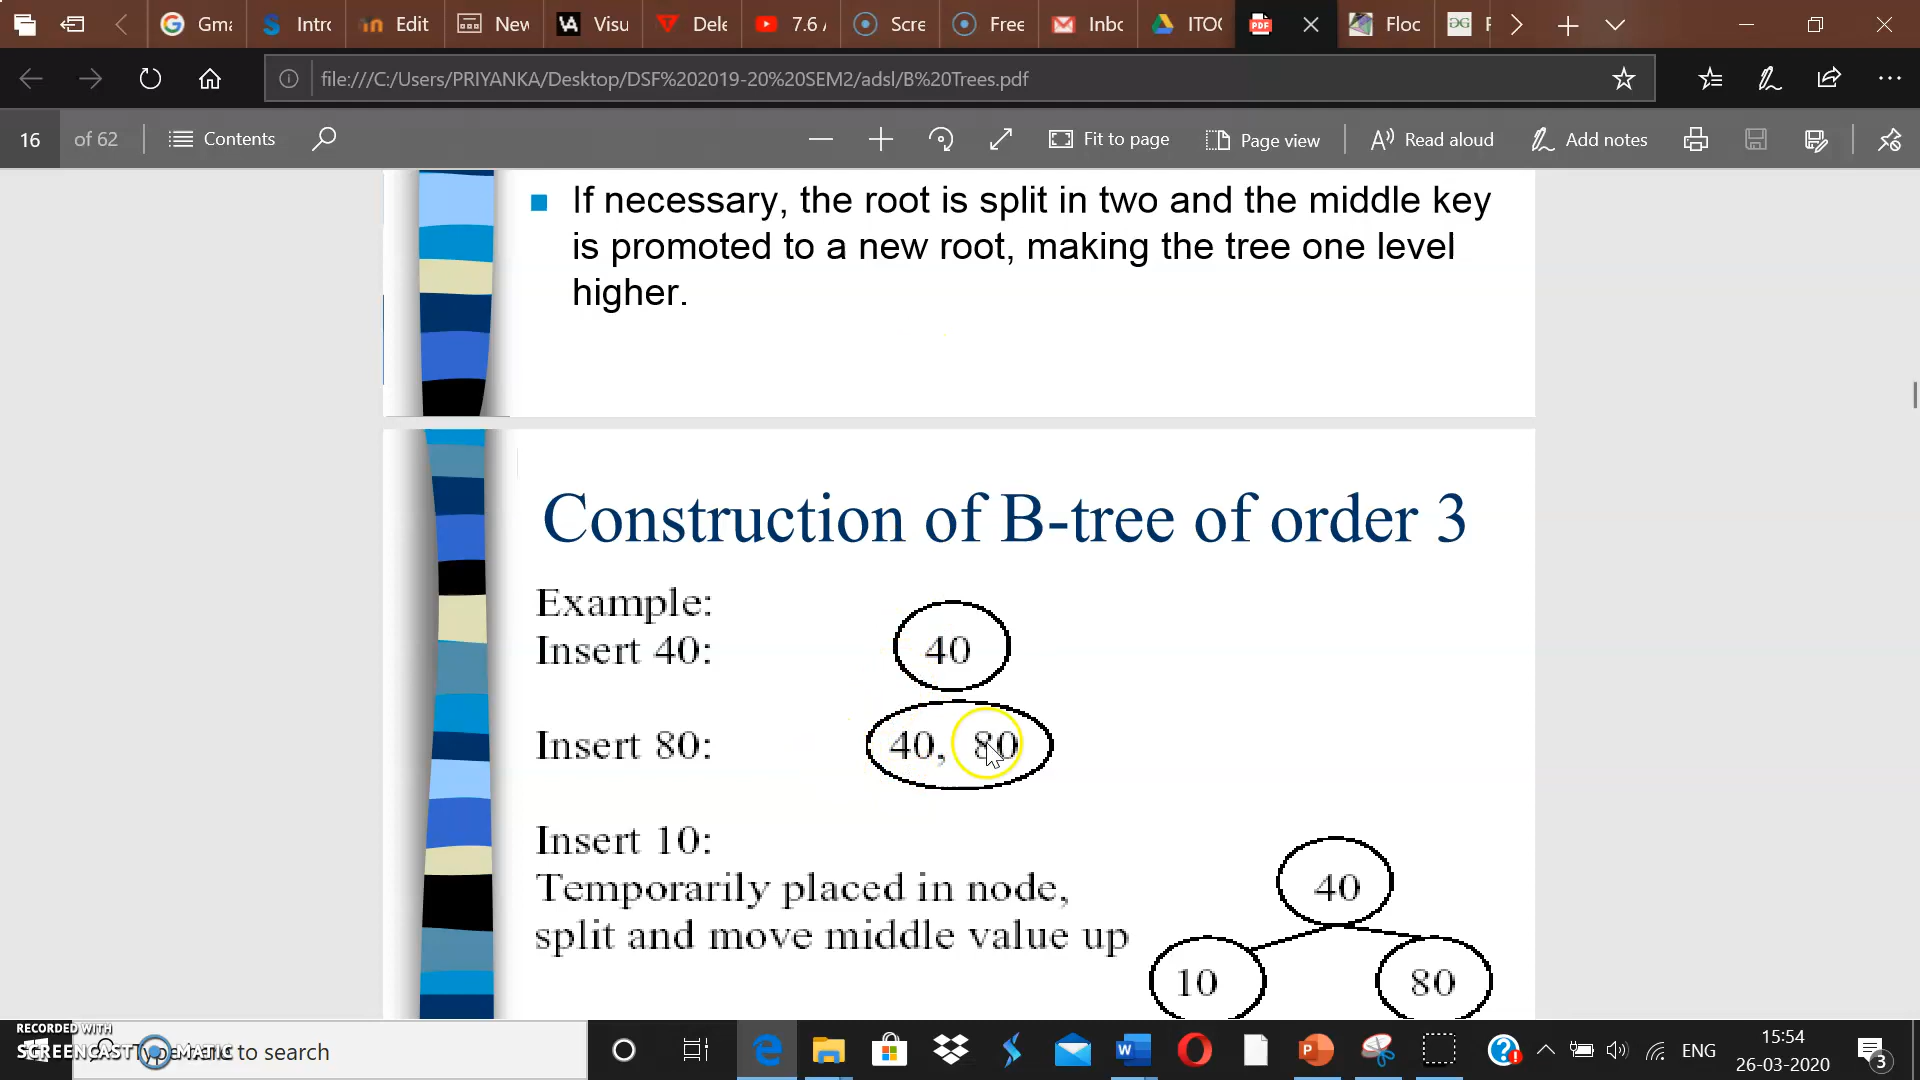 Gma
Intro
Edit
New
Visu
Dele
7.6 /
Scre
Free
Inbo
ITOC
PDF
Floc
file:///C:/Users/PRIYANKA/Desktop/DSF%202019-20%20SEM2/adsl/B%20Trees.pdf
16 of 62
Contents
Fit to page
Page view
Read aloud
Add notes
If necessary, the root is split in two and the middle key
is promoted to a new root, making the tree one level
higher.
Construction of B-tree of order 3
Example:
Insert 40:
40
Insert 80:
40, 80
Insert 10:
Temporarily placed in node,
split and move middle value up
40
10
80
RECORDED WITH
SCREENCAST MATIC
to search
ENG
15:54
26-03-2020
3